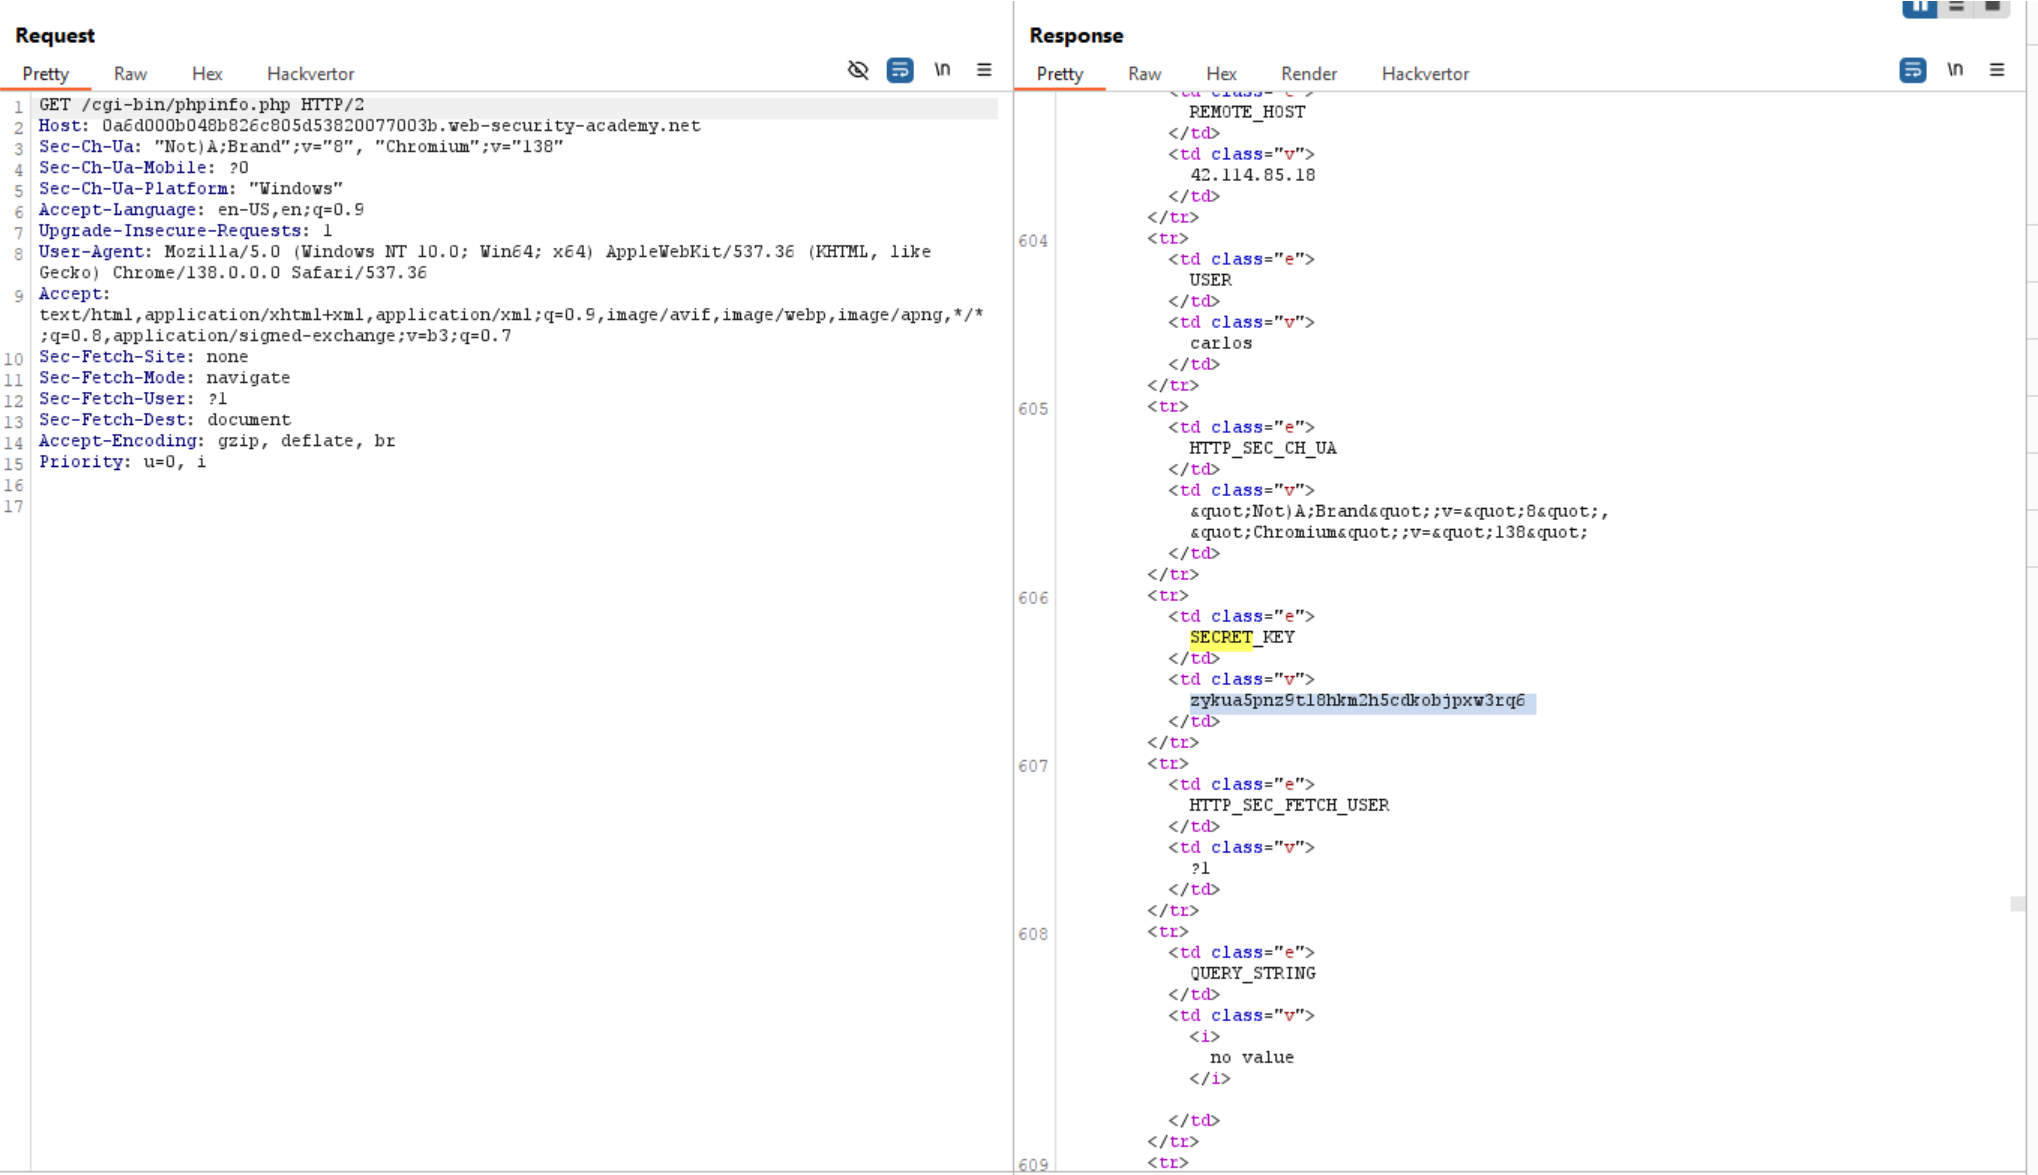 Request
Pretty Raw Hex Hackvertor \n
1 GET /cgi-bin/phpinfo.php HTTP/2
2 Host: 0a6d000b048b826c805d53820077003b.web-security-academy.net
3 Sec-Ch-Ua: "Not)A;Brand";v="8", "Chromium";v="138"
4 Sec-Ch-Ua-Mobile: ?0
5 Sec-Ch-Ua-Platform: "Windows"
6 Accept-Language: en-US,en;q=0.9
7 Upgrade-Insecure-Requests: 1
8 User-Agent: Mozilla/5.0 (Windows NT 10.0; Win64; x64) AppleWebKit/537.36 (KHTML, like
Gecko) Chrome/138.0.0.0 Safari/537.36
9 Accept:
text/html,application/xhtml+xml,application/xml;q=0.9,image/avif,image/webp,image/apng,*/*
;q=0.8,application/signed-exchange;v=b3;q=0.7
10 Sec-Fetch-Site: none
11 Sec-Fetch-Mode: navigate
12 Sec-Fetch-User: ?1
13 Sec-Fetch-Dest: document
14 Accept-Encoding: gzip, deflate, br
15 Priority: u=0, i
16
17
Response
Pretty Raw Hex Render Hackvertor \n
<td class="e">
REMOTE_HOST
</td>
<td class="v">
42.114.85.18
</td>
</tr>
604 <tr>
<td class="e">
USER
</td>
<td class="v">
carlos
</td>
</tr>
605 <tr>
<td class="e">
HTTP_SEC_CH_UA
</td>
<td class="v">
&quot;Not)A;Brand&quot;;v=&quot;8&quot;,
&quot;Chromium&quot;;v=&quot;138&quot;
</td>
</tr>
606 <tr>
<td class="e">
SECRET_KEY
</td>
<td class="v">
zykua5pnz9tl8hkm2h5cdkobjpxw3rq6
</td>
</tr>
607 <tr>
<td class="e">
HTTP_SEC_FETCH_USER
</td>
<td class="v">
?1
</td>
</tr>
608 <tr>
<td class="e">
QUERY_STRING
</td>
<td class="v">
<i>
no value
</i>
</td>
</tr>
609 <tr>